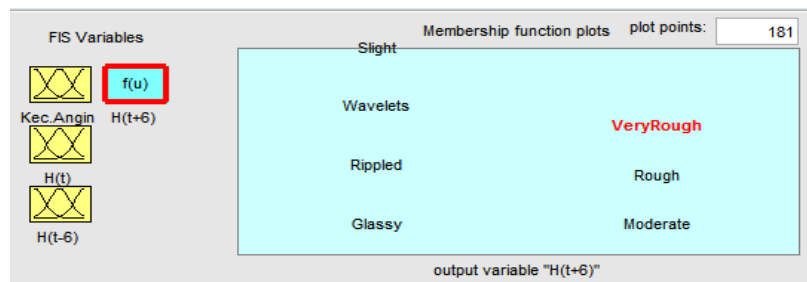 FIS Variables
Membership function plots
plot points:
181
f(u)
Kec.Angin
H(t+6)
H(t)
H(t-6)
Slight
Wavelets
Rippled
Glassy
VeryRough
Rough
Moderate
output variable "H(t+6)"